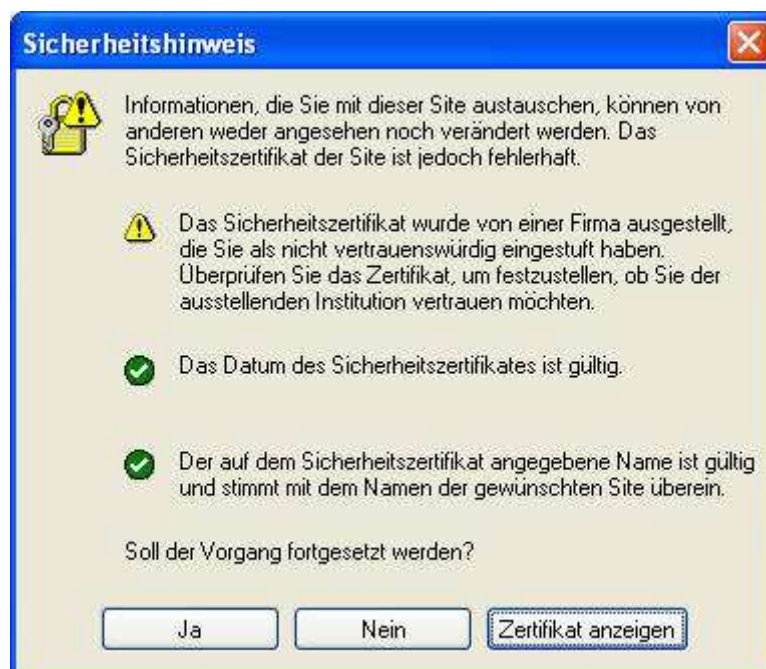 Sicherheitshinweis
Informationen, die Sie mit dieser Site austauschen, können von
anderen weder angesehen noch verändert werden. Das
Sicherheitszertifikat der Site ist jedoch fehlerhaft.
Das Sicherheitszertifikat wurde von einer Firma ausgestellt,
die Sie als nicht vertrauenswürdig eingestuft haben.
Überprüfen Sie das Zertifikat, um festzustellen, ob Sie der
ausstellenden Institution vertrauen möchten.
Das Datum des Sicherheitszertifikates ist gültig.
Der auf dem Sicherheitszertifikat angegebene Name ist gültig
und stimmt mit dem Namen der gewünschten Site überein.
Soll der Vorgang fortgesetzt werden?
Ja Nein Zertifikat anzeigen